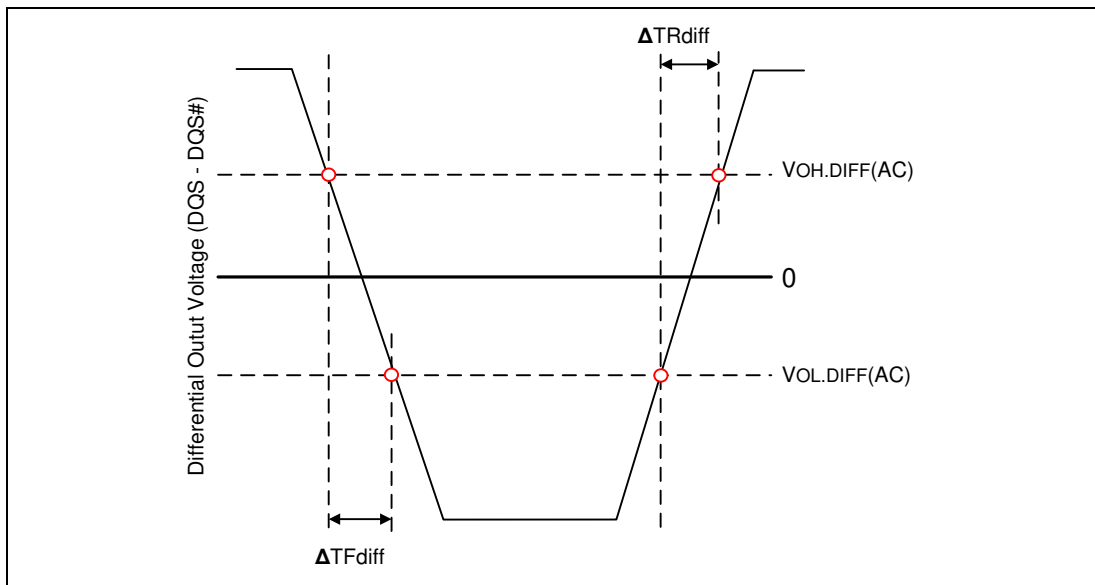 ΔTRdiff
Differential Outut Voltage (DQS - DQS#)
VOH.DIFF(AC)
0
VOL.DIFF(AC)
ΔTFdiff